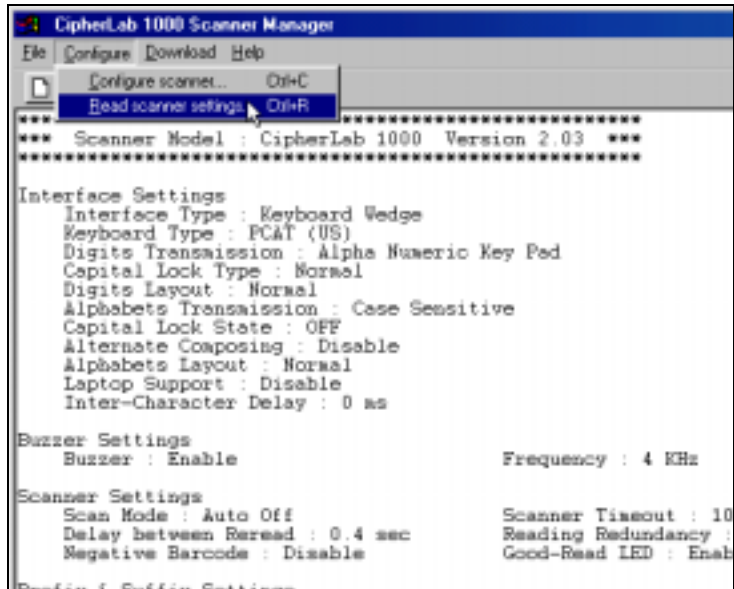 CipherLab 1000 Scanner Manager
File Configure Download Help
Configure scanner... Ctrl+C
Read scanner settings... Ctrl+R
*** Scanner Model : CipherLab 1000 Version 2.03 ***
Interface Settings
Interface Type : Keyboard Wedge
Keyboard Type : PCAT (US)
Digits Transmission : Alpha Numeric Key Pad
Capital Lock Type : Normal
Digits Layout : Normal
Alphabets Transmission : Case Sensitive
Capital Lock State : OFF
Alternate Composing : Disable
Alphabets Layout : Normal
Laptop Support : Disable
Inter-Character Delay : 0 ms
Buzzer Settings
Buzzer : Enable Frequency : 4 KHz
Scanner Settings
Scan Mode : Auto Off Scanner Timeout : 10
Delay between Reread : 0.4 sec Reading Redundancy :
Negative Barcode : Disable Good-Read LED : Enab
Prefix & Suffix Settings